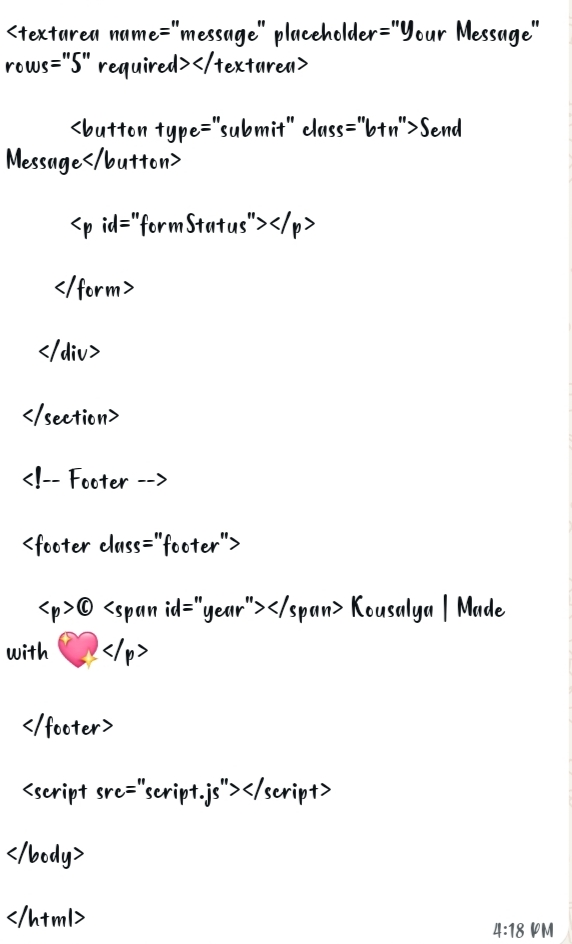 <textarea name="message" placeholder="Your Message"
rows="5" required></textarea>
<button type="submit" class="btn">Send
Message</button>
<p id="formStatus"></p>
</form>
</div>
</section>
<!-- Footer -->
<footer class="footer">
<p>© <span id="year"></span> Kousalya | Made
with 💖</p>
</footer>
<script src="script.js"></script>
</body>
</html>
4:18 PM